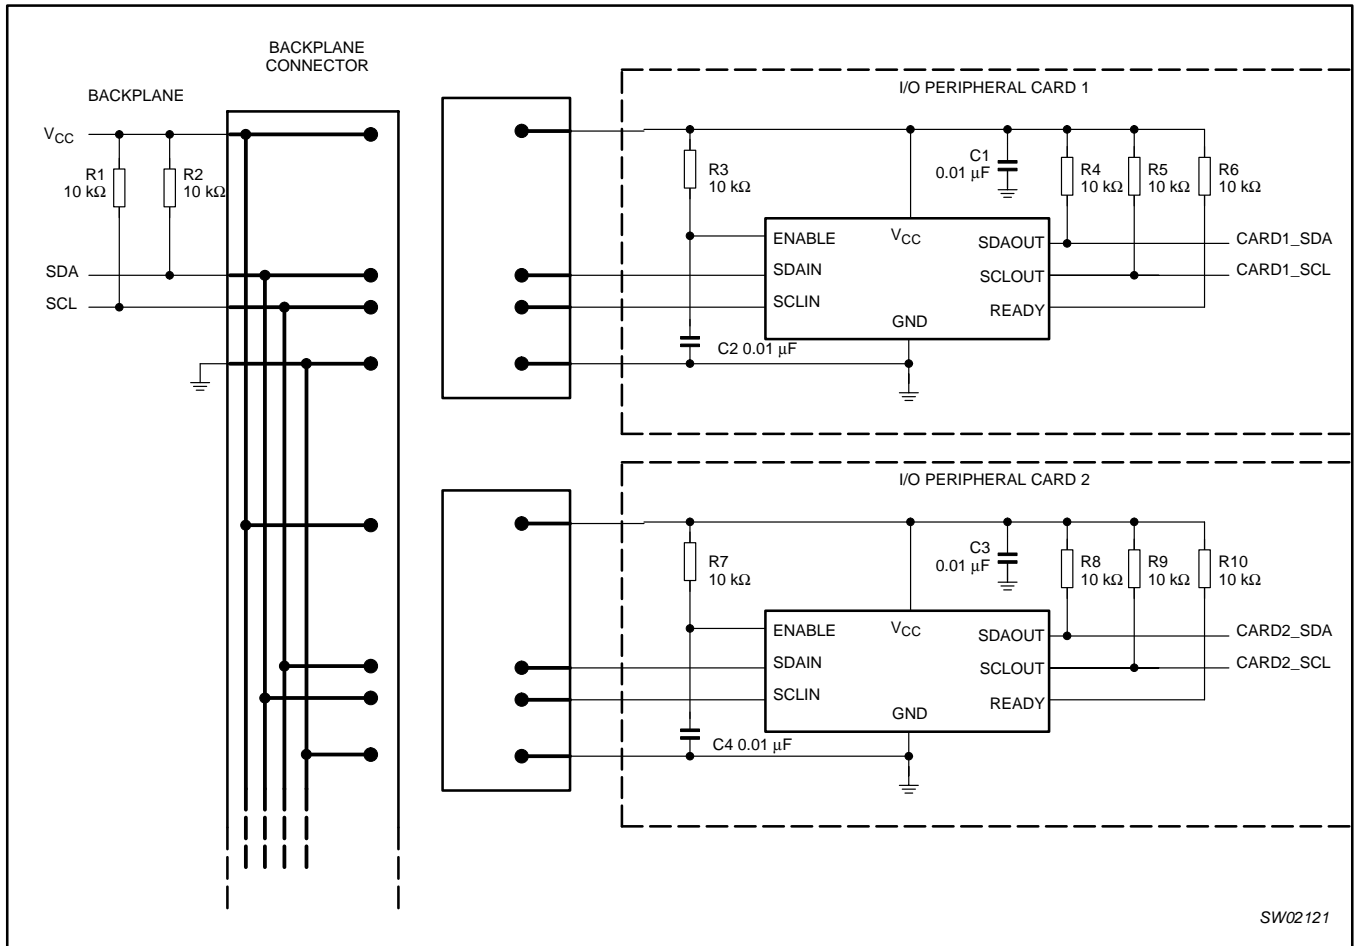 BACKPLANE
CONNECTOR
BACKPLANE
VCC
R1
10 kΩ
R2
10 kΩ
SDA
SCL
I/O PERIPHERAL CARD 1
R3
10 kΩ
C1
0.01 µF
R4
10 kΩ
R5
10 kΩ
R6
10 kΩ
ENABLE
VCC
SDAOUT
CARD1_SDA
SDAIN
SCLOUT
CARD1_SCL
SCLIN
READY
GND
C2 0.01 µF
I/O PERIPHERAL CARD 2
R7
10 kΩ
C3
0.01 µF
R8
10 kΩ
R9
10 kΩ
R10
10 kΩ
ENABLE
VCC
SDAOUT
CARD2_SDA
SDAIN
SCLOUT
CARD2_SCL
SCLIN
READY
GND
C4 0.01 µF
SW02121